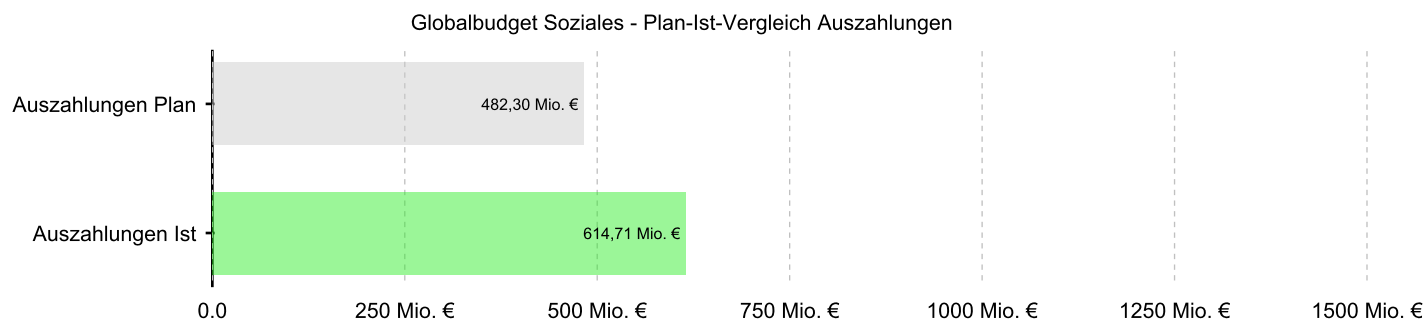 Globalbudget Soziales - Plan-Ist-Vergleich Auszahlungen
Auszahlungen Plan
482,30 Mio. €
Auszahlungen Ist
614,71 Mio. €
0.0 250 Mio. € 500 Mio. € 750 Mio. € 1000 Mio. € 1250 Mio. € 1500 Mio. €